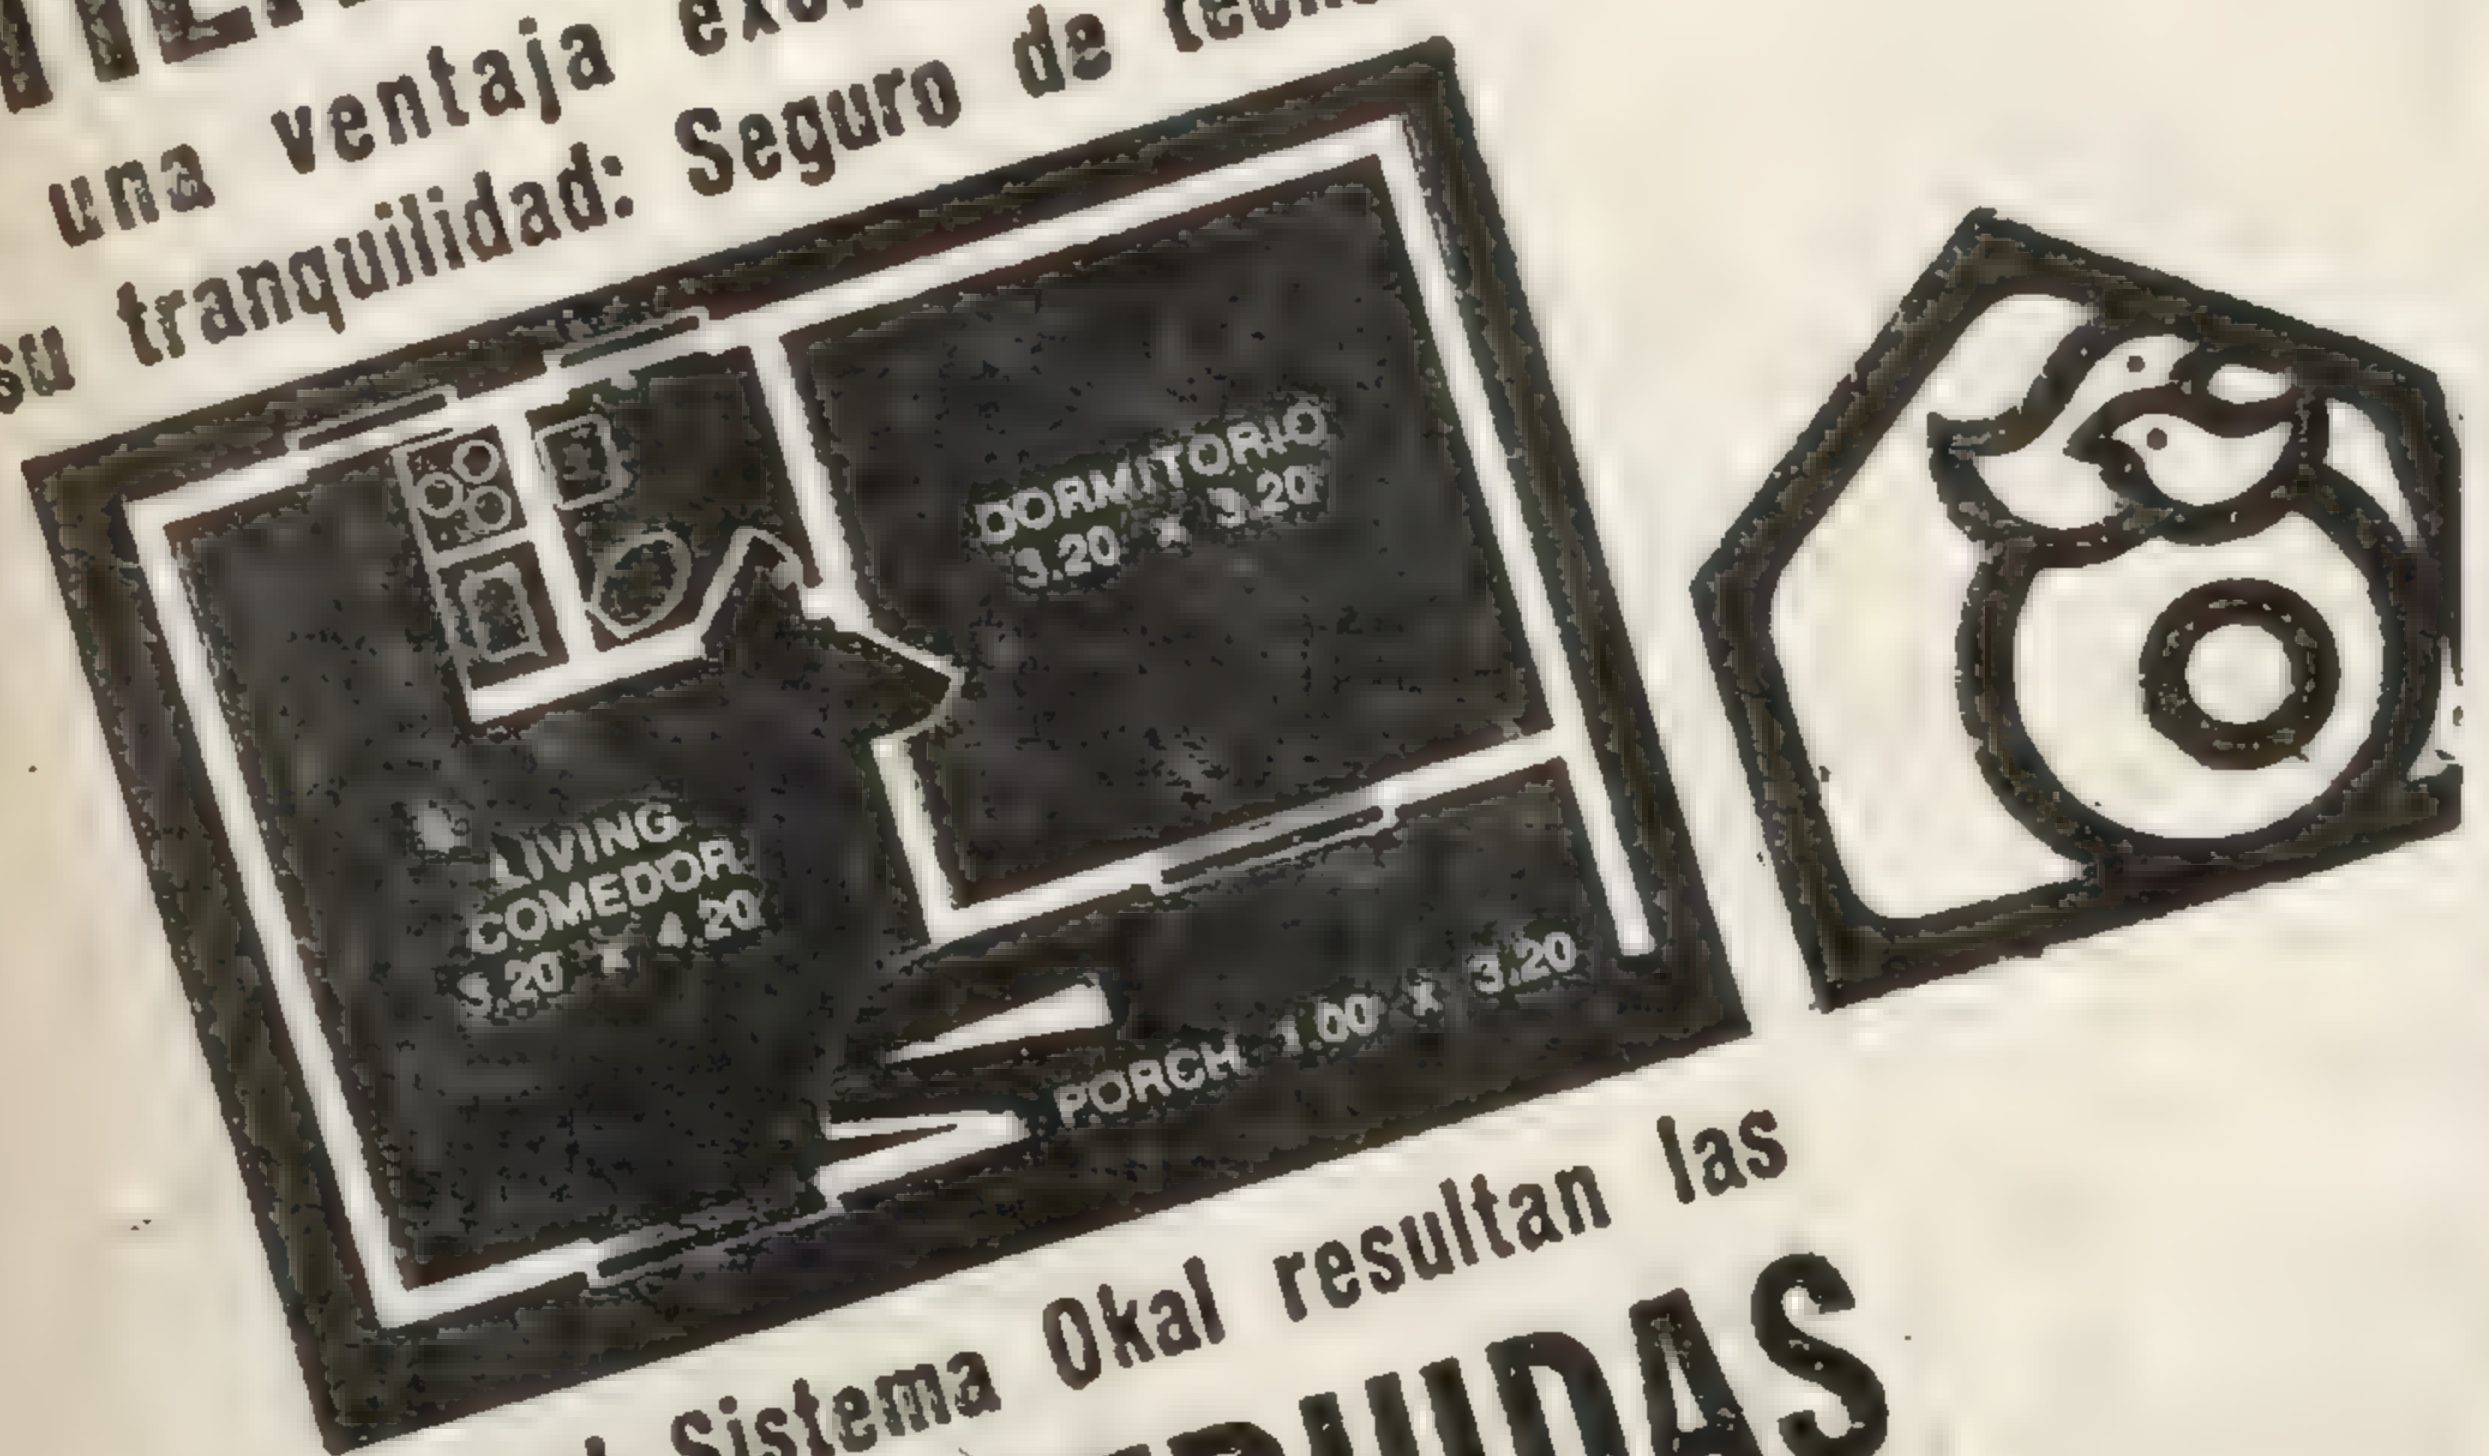 una ventaja
su tranquilidad: Seguro de
DORMITORIO
3.20 x 3.20
LIVING
COMEDOR
3.20 x 4.20
PORCH 1.00 x 3.20
Sistema Okal resultan las